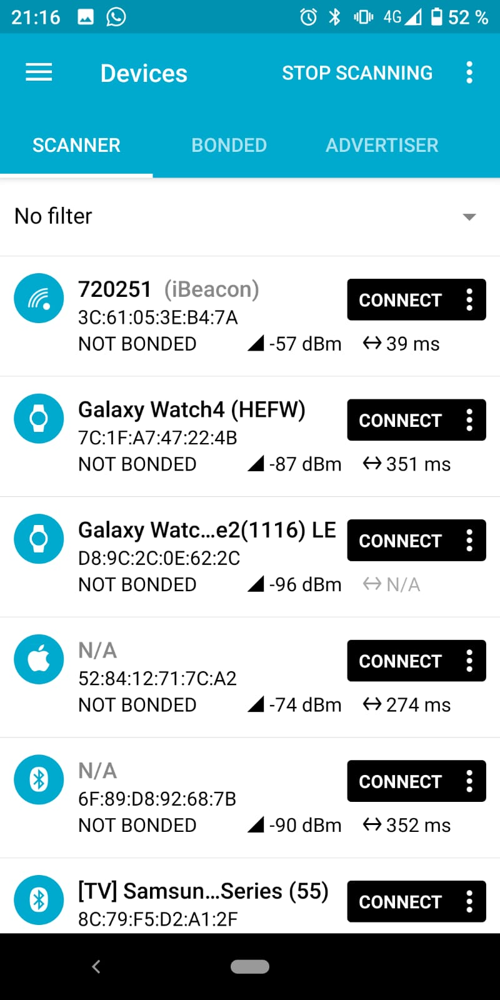 21:16 4G 52 %
Devices STOP SCANNING
SCANNER BONDED ADVERTISER
No filter
720251 (iBeacon) CONNECT
3C:61:05:3E:B4:7A
NOT BONDED -57 dBm 39 ms
Galaxy Watch4 (HEFW) CONNECT
7C:1F:A7:47:22:4B
NOT BONDED -87 dBm 351 ms
Galaxy Watc...e2(1116) LE CONNECT
D8:9C:2C:0E:62:2C
NOT BONDED -96 dBm N/A
N/A CONNECT
52:84:12:71:7C:A2
NOT BONDED -74 dBm 274 ms
N/A CONNECT
6F:89:D8:92:68:7B
NOT BONDED -90 dBm 352 ms
[TV] Samsun...Series (55) CONNECT
8C:79:F5:D2:A1:2F